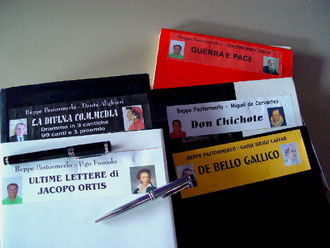 Beppe Pastormerlo - Dante Alighieri
LA DIVINA COMMEDIA
Dramma in 3 cantiche
99 canti e 3 proemio
GUERRA E PACE
Beppe Pastormerlo - Miguel de Cervantes
Don Chichote
Beppe Pastormerlo - Ugo Foscolo
ULTIME LETTERE di
JACOPO ORTIS
BEPPE PASTORMERLO - GAIUS JULIUS CAESAR
DE BELLO GALLICO